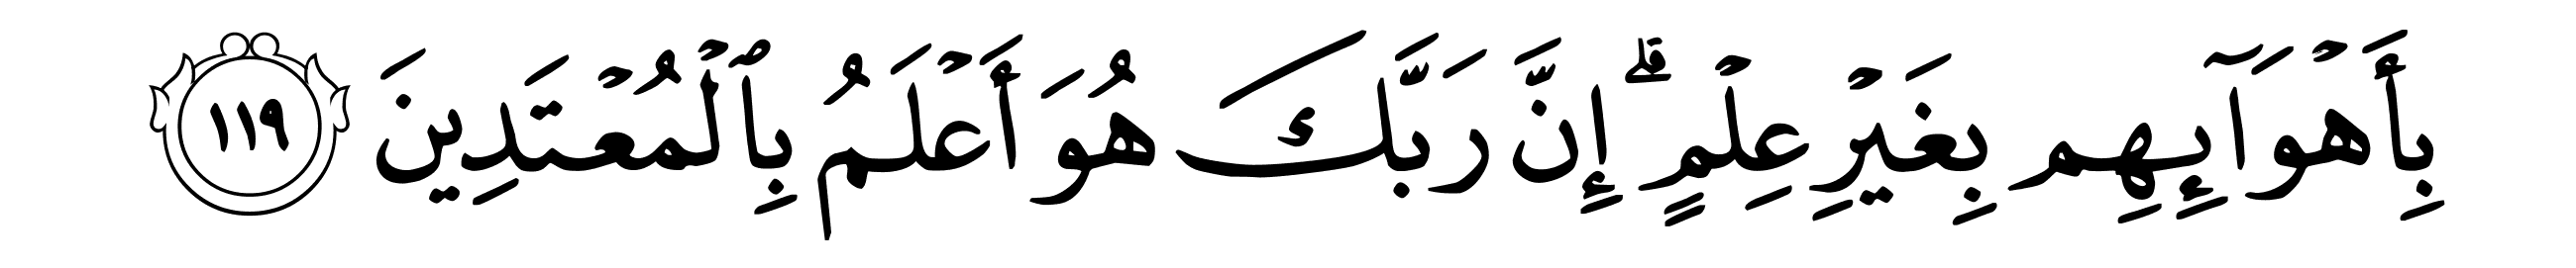 بِأَهْوَآئِهِم بِغَيْرِ عِلْمٍ ۗ إِنَّ رَبَّكَ هُوَ أَعْلَمُ بِٱلْمُعْتَدِينَ ١١٩